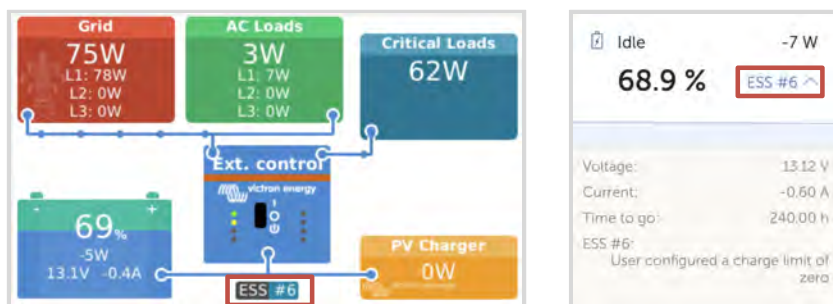 Grid
75W
L1: 78W
L2: 0W
L3: 0W
AC Loads
3W
L1: 7W
L2: 0W
L3: 0W
Critical Loads
62W
Ext. control
victron energy
I
O
- +
69%
-5W
13.1V -0.4A
PV Charger
0W
ESS #6
Idle -7 W
68.9 % ESS #6
Voltage: 13.12 V
Current: -0.60 A
Time to go: 240.00 h
ESS #6:
User configured a charge limit of
zero